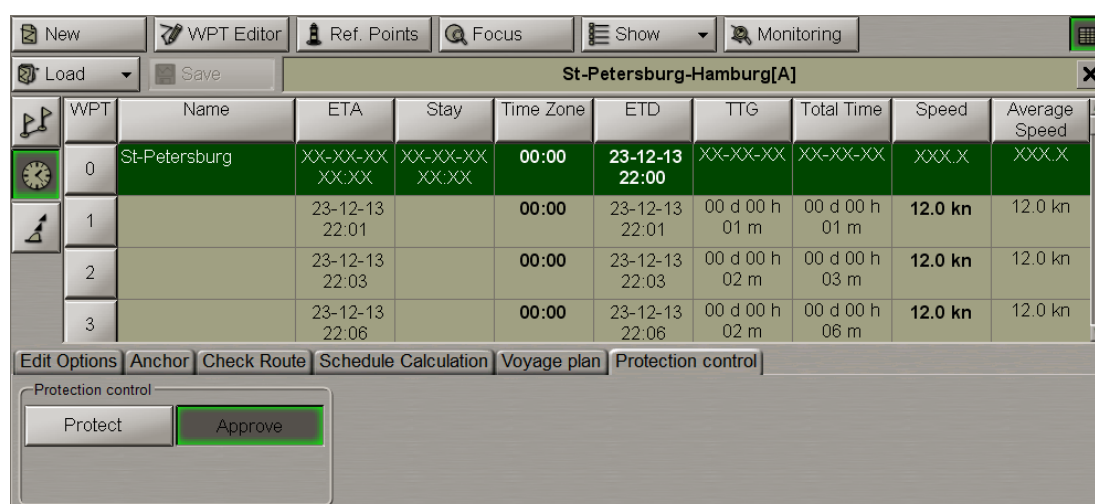 New WPT Editor Ref. Points Focus Show Monitoring
Load Save St-Petersburg-Hamburg[A]
WPT Name ETA Stay Time Zone ETD TTG Total Time Speed Average
Speed
0 St-Petersburg XX-XX-XX XX-XX-XX 00:00 23-12-13 XX-XX-XX XX-XX-XX XXX.X XXX.X
XX:XX XX:XX 22:00
1 23-12-13 00:00 23-12-13 00 d 00 h 00 d 00 h 12.0 kn 12.0 kn
22:01 22:01 01 m 01 m
2 23-12-13 00:00 23-12-13 00 d 00 h 00 d 00 h 12.0 kn 12.0 kn
22:03 22:03 02 m 03 m
3 23-12-13 00:00 23-12-13 00 d 00 h 00 d 00 h 12.0 kn 12.0 kn
22:06 22:06 02 m 06 m
Edit Options Anchor Check Route Schedule Calculation Voyage plan Protection control
Protection control
Protect Approve